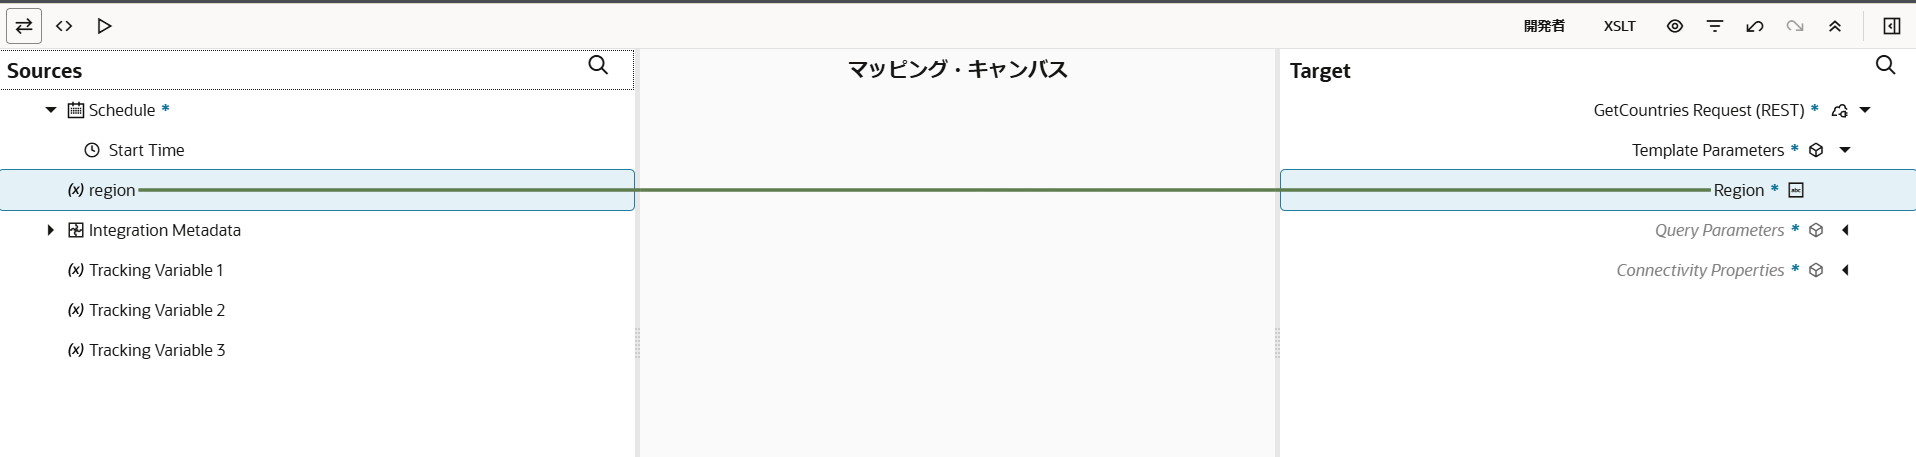 開発者 XSLT
Sources
マッピング・キャンバス
Target
Schedule *
GetCountries Request (REST) *
Start Time
Template Parameters *
(x) region
Region * abc
Integration Metadata
Query Parameters *
(x) Tracking Variable 1
Connectivity Properties *
(x) Tracking Variable 2
(x) Tracking Variable 3